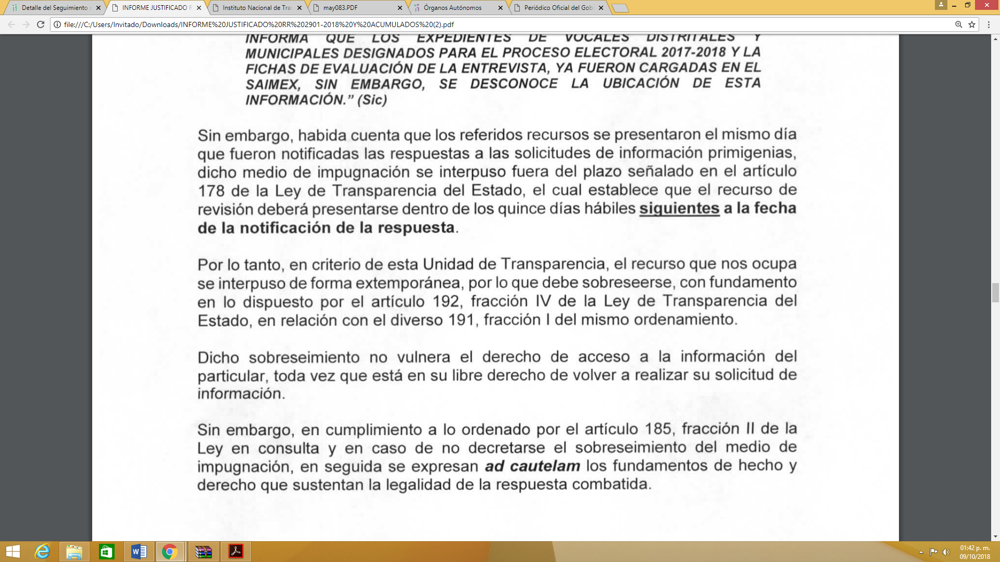 Detalle del Seguimiento
INFORME JUSTIFICADO R
Instituto Nacional de Tra
may083.PDF
Órganos Autónomos
Periódico Oficial del Gob
file:///C:/Users/Invitado/Downloads/INFORME%20JUSTIFICADO%20RR%202901-2018%20Y%20ACUMULADOS%20(2).pdf
INFORMA QUE LOS EXPEDIENTES DE VOCALES DISTRITALES Y
MUNICIPALES DESIGNADOS PARA EL PROCESO ELECTORAL 2017-2018 Y LA
FICHAS DE EVALUACIÓN DE LA ENTREVISTA, YA FUERON CARGADAS EN EL
SAIMEX, SIN EMBARGO, SE DESCONOCE LA UBICACIÓN DE ESTA
INFORMACIÓN.” (Sic)
Sin embargo, habida cuenta que los referidos recursos se presentaron el mismo día
que fueron notificadas las respuestas a las solicitudes de información primigenias,
dicho medio de impugnación se interpuso fuera del plazo señalado en el artículo
178 de la Ley de Transparencia del Estado, el cual establece que el recurso de
revisión deberá presentarse dentro de los quince días hábiles siguientes a la fecha
de la notificación de la respuesta.
Por lo tanto, en criterio de esta Unidad de Transparencia, el recurso que nos ocupa
se interpuso de forma extemporánea, por lo que debe sobreseerse, con fundamento
en lo dispuesto por el artículo 192, fracción IV de la Ley de Transparencia del
Estado, en relación con el diverso 191, fracción I del mismo ordenamiento.
Dicho sobreseimiento no vulnera el derecho de acceso a la información del
particular, toda vez que está en su libre derecho de volver a realizar su solicitud de
información.
Sin embargo, en cumplimiento a lo ordenado por el artículo 185, fracción II de la
Ley en consulta y en caso de no decretarse el sobreseimiento del medio de
impugnación, en seguida se expresan ad cautelam los fundamentos de hecho y
derecho que sustentan la legalidad de la respuesta combatida.
01:42 p. m.
09/10/2018